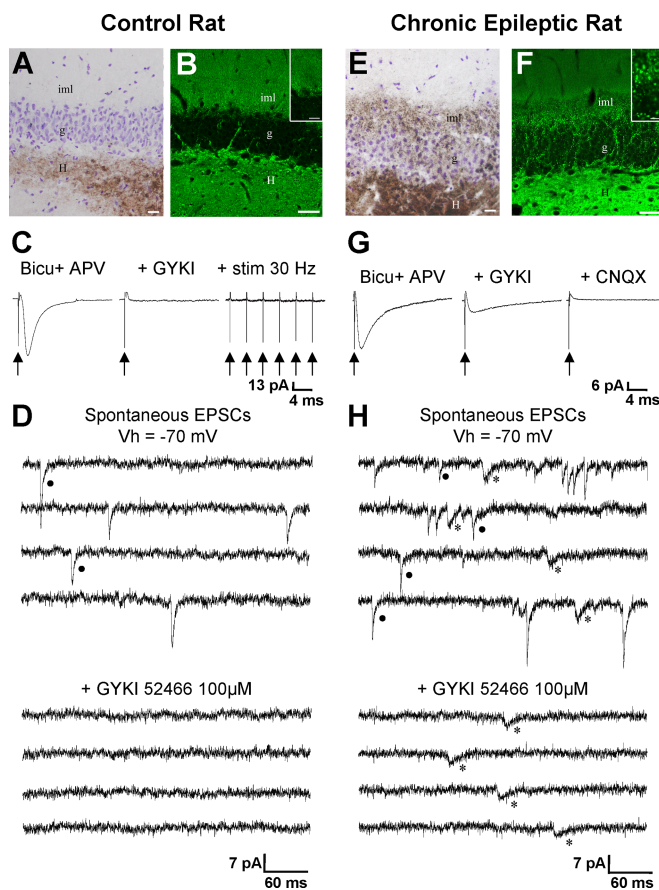 Control Rat
Chronic Epileptic Rat
A
iml
g
H
B
iml
g
H
E
iml
g
H
F
iml
g
H
C
Bicu+ APV
+ GYKI
+ stim 30 Hz
13 pA
4 ms
G
Bicu+ APV
+ GYKI
+ CNQX
6 pA
4 ms
D
Spontaneous EPSCs
Vh = -70 mV
●
●
+ GYKI 52466 100µM
7 pA
60 ms
H
Spontaneous EPSCs
Vh = -70 mV
● * 
* ●
● *
● *
+ GYKI 52466 100µM
*
*
*
*
7 pA
60 ms